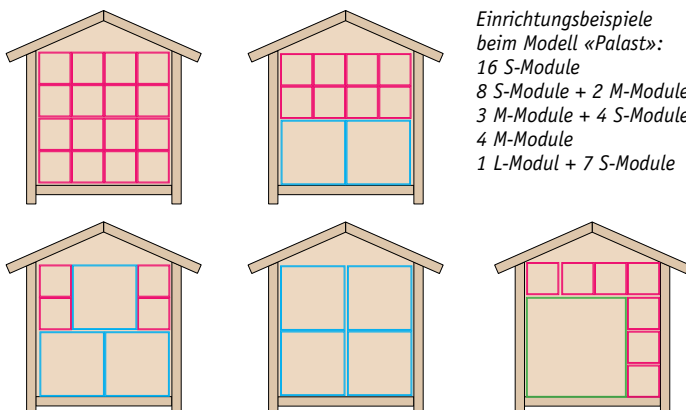 Einrichtungsbeispiele
beim Modell «Palast»:
16 S-Module
8 S-Module + 2 M-Module
3 M-Module + 4 S-Module
4 M-Module
1 L-Modul + 7 S-Module